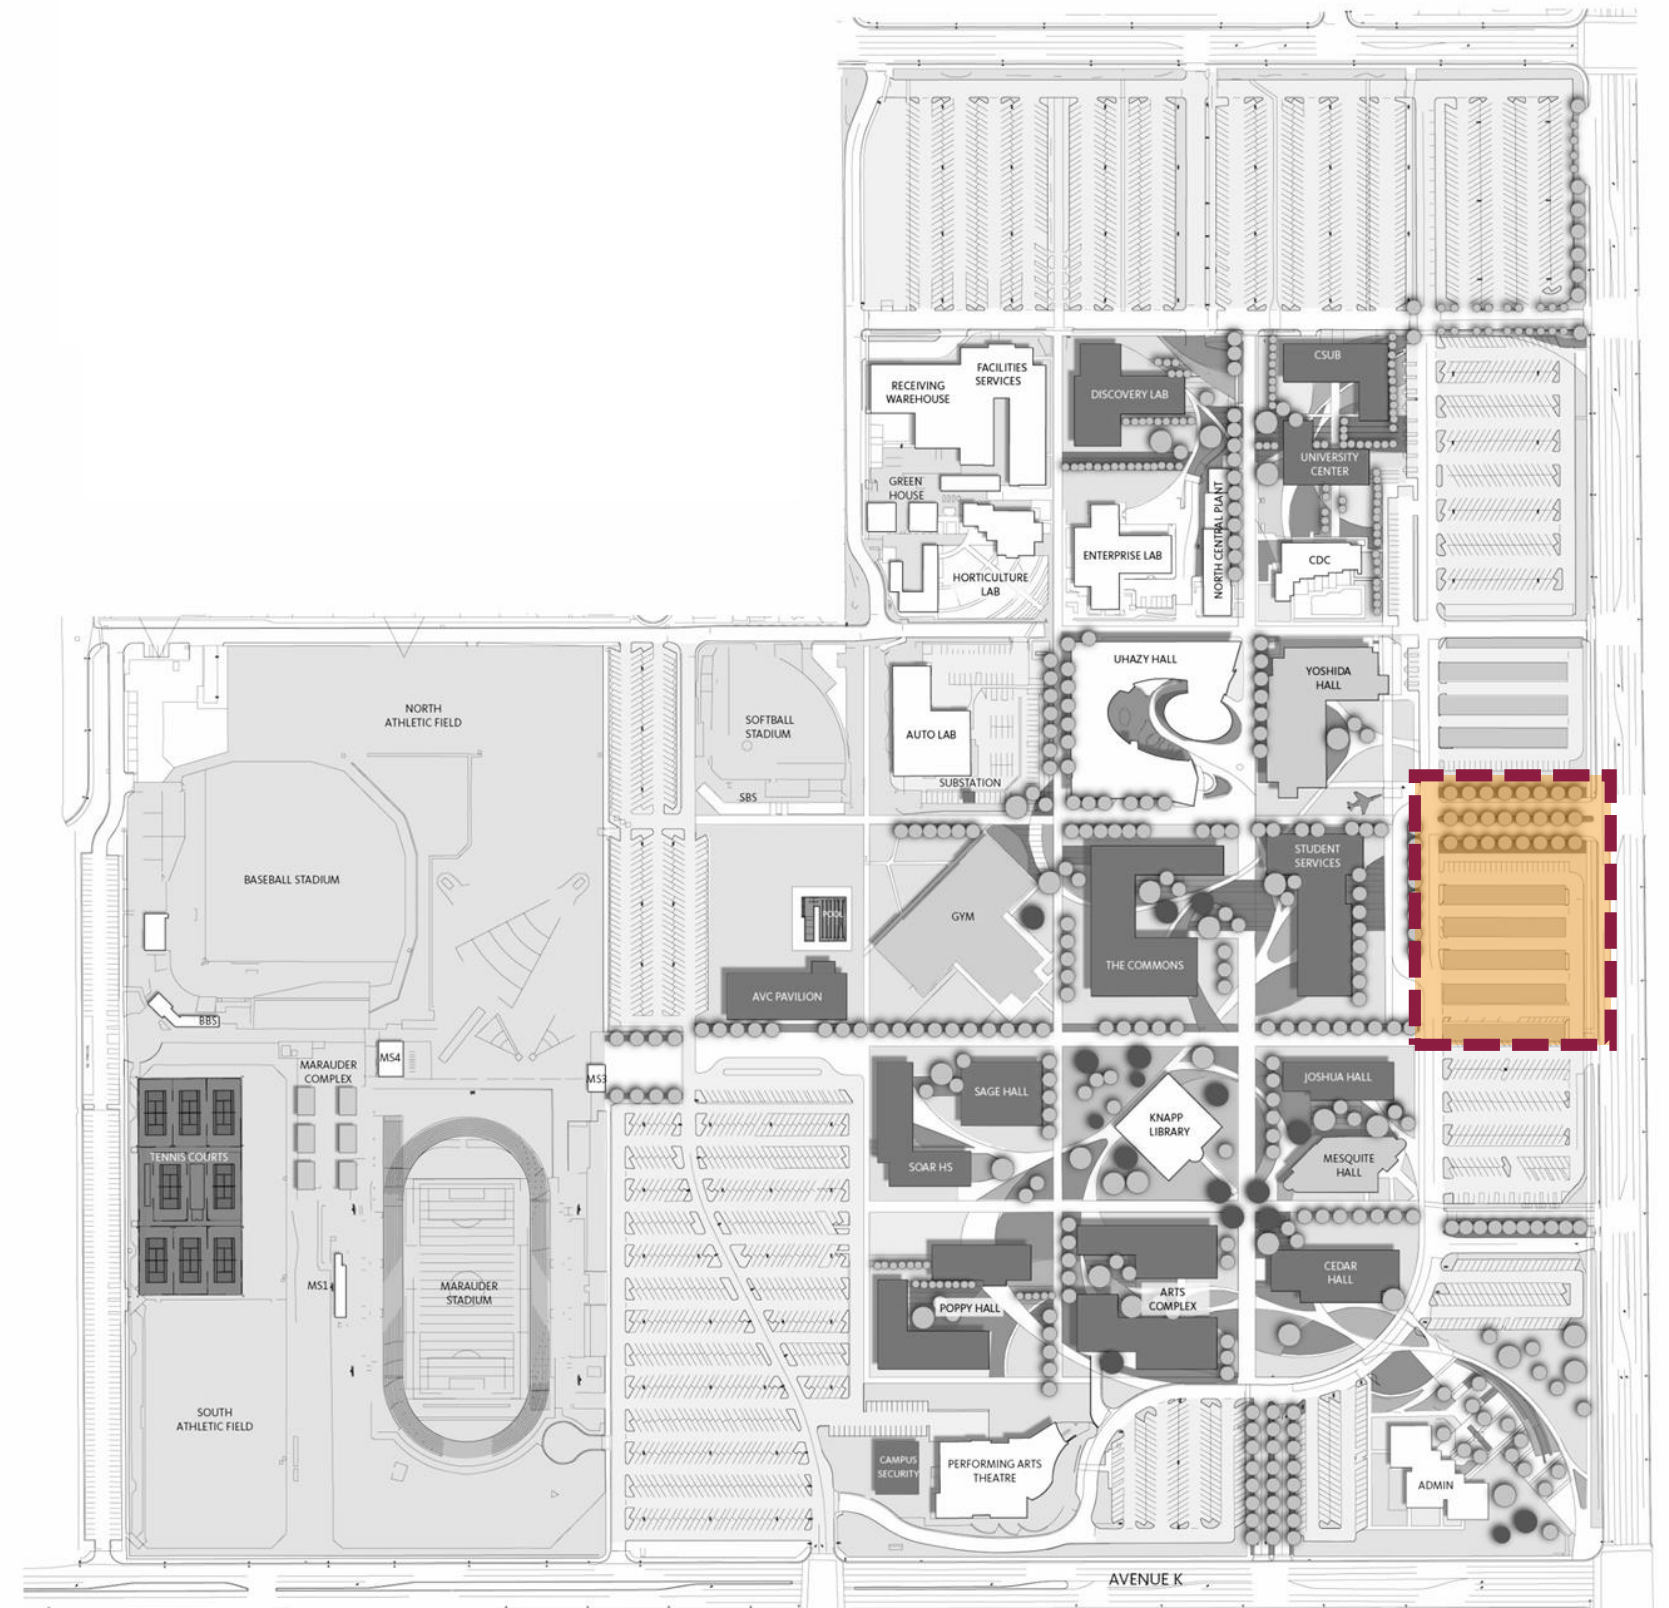 CSUB
FACILITIES
SERVICES
RECEIVING
WAREHOUSE
DISCOVERY LAB
UNIVERSITY
CENTER
GREEN
HOUSE
NORTH CENTRAL PLANT
ENTERPRISE LAB
CDC
HORTICULTURE
LAB
UHAZY HALL
YOSHIDA
HALL
NORTH
ATHLETIC FIELD
SOFTBALL
STADIUM
AUTO LAB
SUBSTATION
SBS
STUDENT
SERVICES
BASEBALL STADIUM
POOL
GYM
THE COMMONS
AVC PAVILION
BBS
MS4
MARAUDER
COMPLEX
MS3
SAGE HALL
JOSHUA HALL
KNAPP
LIBRARY
TENNIS COURTS
SOAR HS
MESQUITE
HALL
CEDAR
HALL
MS1
MARAUDER
STADIUM
POPPY HALL
ARTS
COMPLEX
SOUTH
ATHLETIC FIELD
CAMPUS
SECURITY
PERFORMING ARTS
THEATRE
ADMIN
AVENUE K